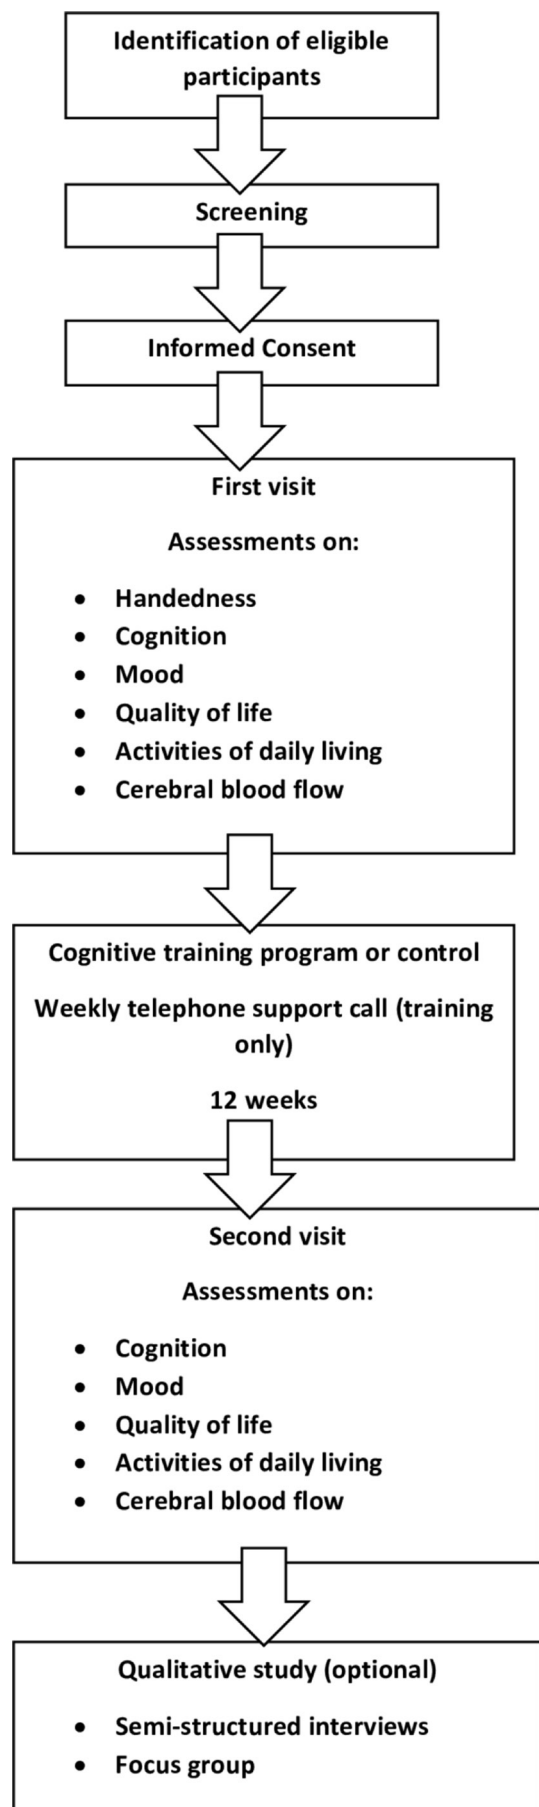 Identification of eligible
participants
Screening
Informed Consent
First visit
Assessments on:
• Handedness
• Cognition
• Mood
• Quality of life
• Activities of daily living
• Cerebral blood flow
Cognitive training program or control
Weekly telephone support call (training
only)
12 weeks
Second visit
Assessments on:
• Cognition
• Mood
• Quality of life
• Activities of daily living
• Cerebral blood flow
Qualitative study (optional)
• Semi-structured interviews
• Focus group